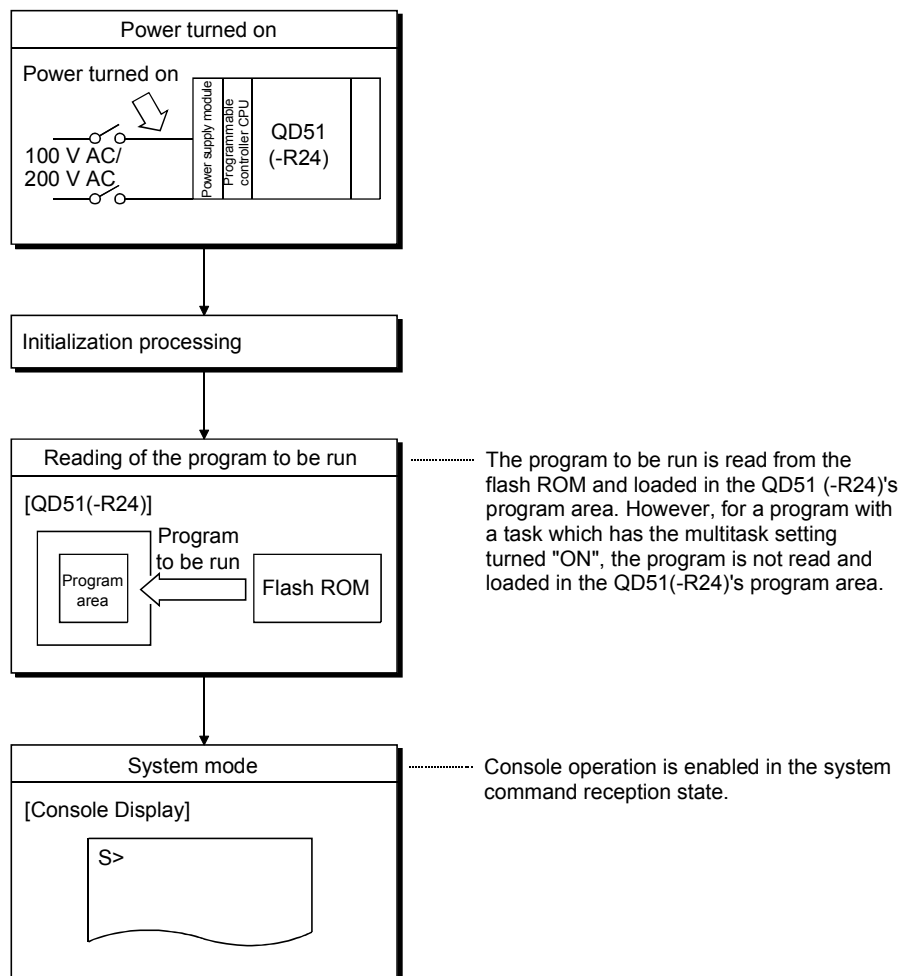 Power turned on
Power turned on
100 V AC/
200 V AC
Power supply module
Programmable
controller CPU
QD51
(-R24)
Initialization processing
Reading of the program to be run
[QD51(-R24)]
Program
to be run
Program
area
Flash ROM
The program to be run is read from the
flash ROM and loaded in the QD51 (-R24)'s
program area. However, for a program with
a task which has the multitask setting
turned "ON", the program is not read and
loaded in the QD51(-R24)'s program area.
System mode
[Console Display]
S>
Console operation is enabled in the system
command reception state.